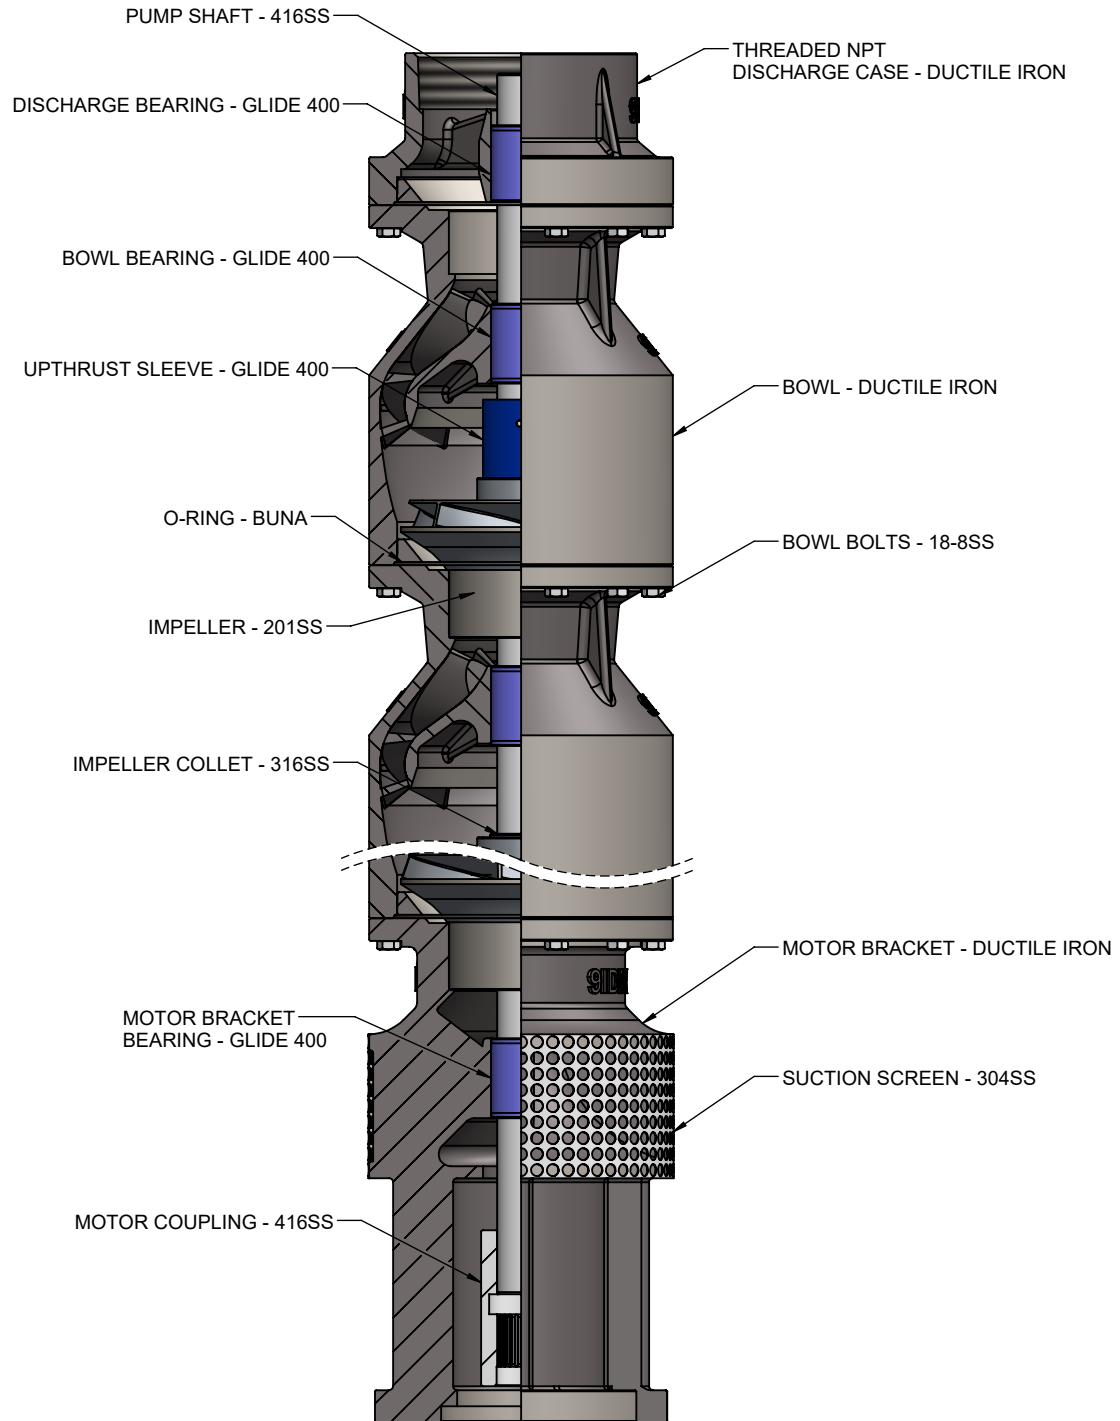 PUMP SHAFT - 416SS
THREADED NPT
DISCHARGE CASE - DUCTILE IRON
DISCHARGE BEARING - GLIDE 400
BOWL BEARING - GLIDE 400
UPTHRUST SLEEVE - GLIDE 400
BOWL - DUCTILE IRON
O-RING - BUNA
BOWL BOLTS - 18-8SS
IMPELLER - 201SS
IMPELLER COLLET - 316SS
MOTOR BRACKET - DUCTILE IRON
MOTOR BRACKET
BEARING - GLIDE 400
SUCTION SCREEN - 304SS
MOTOR COUPLING - 416SS